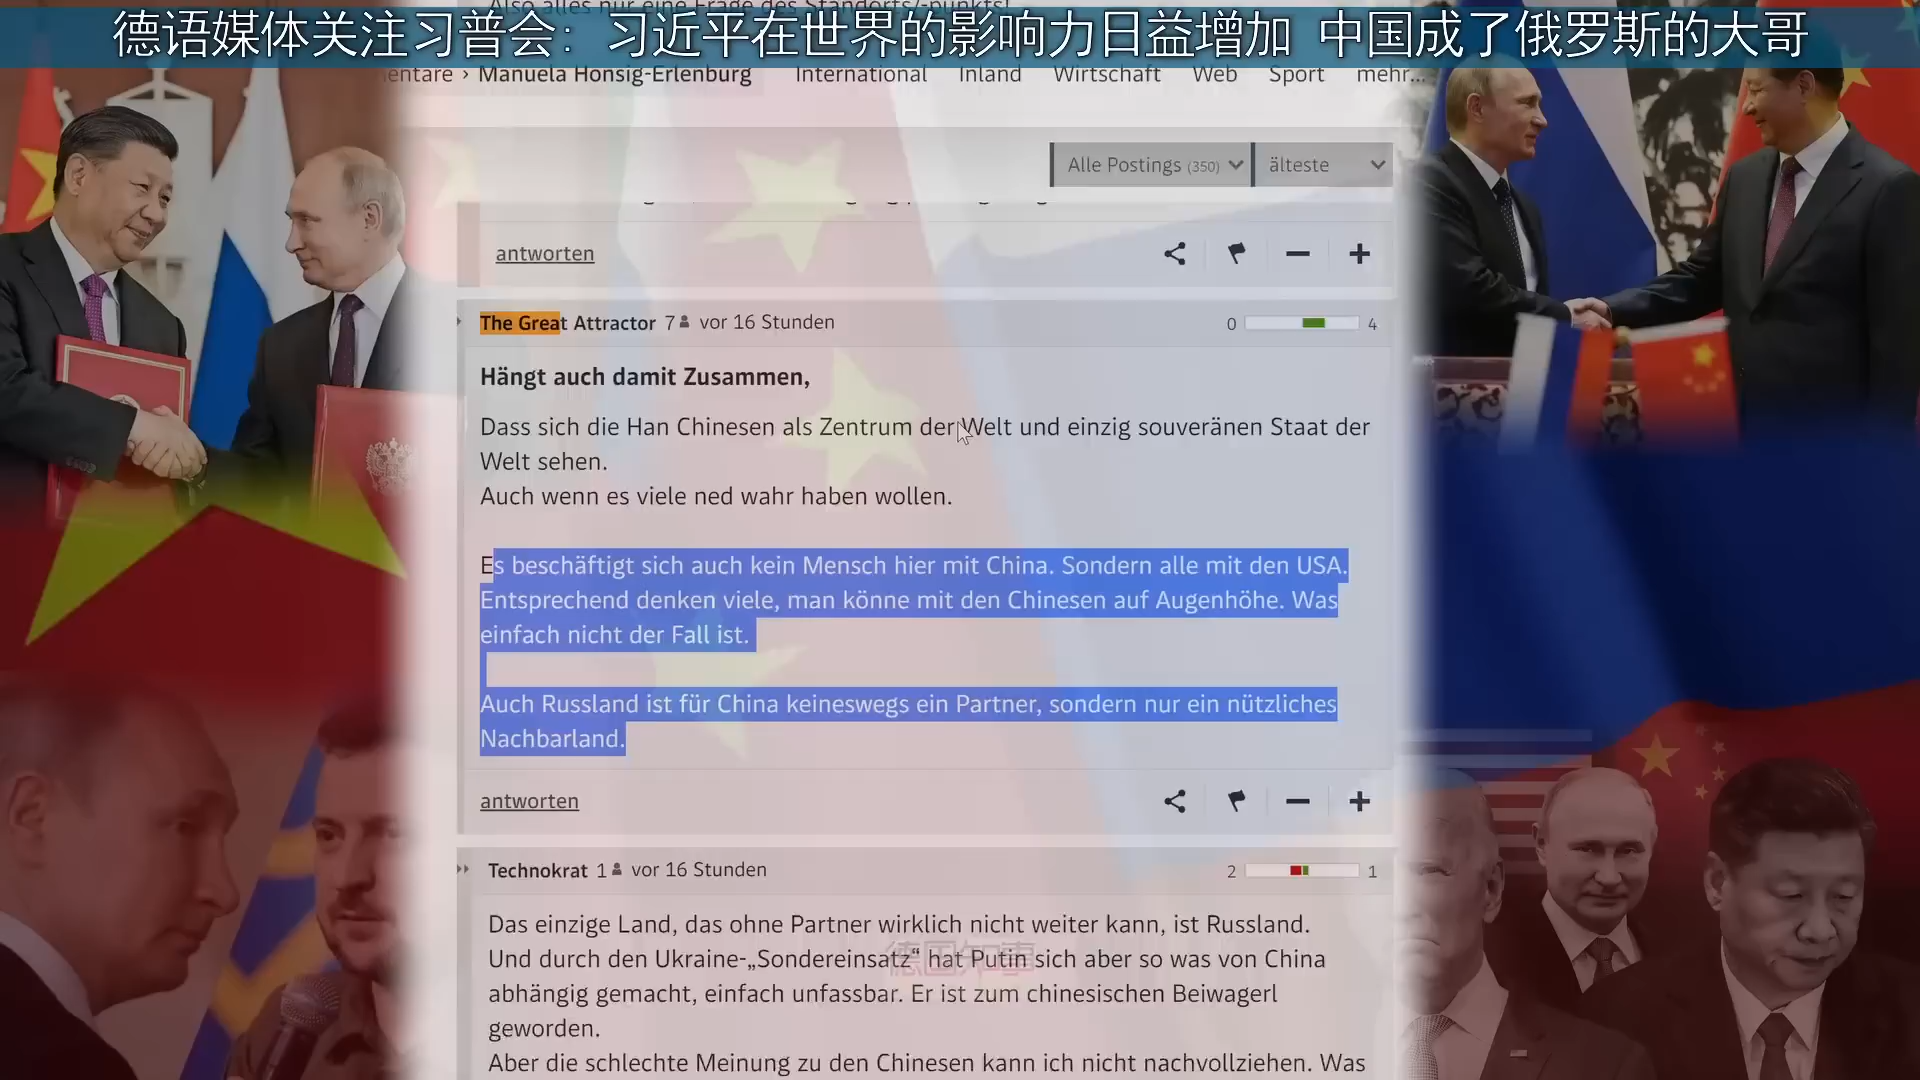 Also alles nur eine Frage des Standorts/-punkts!
德语媒体关注习普会：习近平在世界的影响力日益增加 中国成了俄罗斯的大哥
entare › Manuela Honsig-Erlenburg International Inland Wirtschaft Web Sport mehr...
Alle Postings (350) älteste
antworten
The Great Attractor 7 vor 16 Stunden 0 4
Hängt auch damit Zusammen,
Dass sich die Han Chinesen als Zentrum der Welt und einzig souveränen Staat der
Welt sehen.
Auch wenn es viele ned wahr haben wollen.
Es beschäftigt sich auch kein Mensch hier mit China. Sondern alle mit den USA.
Entsprechend denken viele, man könne mit den Chinesen auf Augenhöhe. Was
einfach nicht der Fall ist.
Auch Russland ist für China keineswegs ein Partner, sondern nur ein nützliches
Nachbarland.
antworten
Technokrat 1 vor 16 Stunden 2 1
Das einzige Land, das ohne Partner wirklich nicht weiter kann, ist Russland.
Und durch den Ukraine-„Sondereinsatz“ hat Putin sich aber so was von China
abhängig gemacht, einfach unfassbar. Er ist zum chinesischen Beiwagerl
geworden.
Aber die schlechte Meinung zu den Chinesen kann ich nicht nachvollziehen. Was